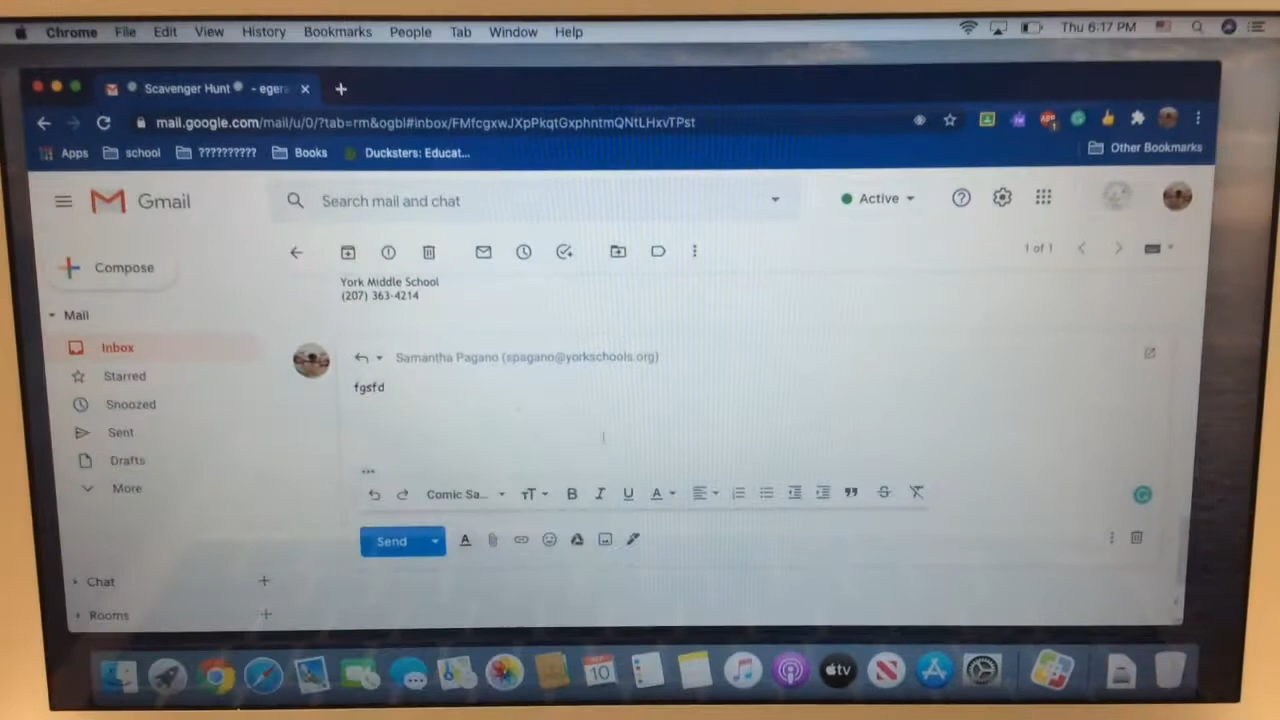 Chrome File Edit View History Bookmarks People Tab Window Help Thu 6:17 PM
Scavenger Hunt - eger
mail.google.com/mail/u/0/?tab=rm&ogbl#inbox/FMfcgxwJXpPkqtGxphntmQNtLHxvTPst
Apps school ?????????? Books Ducksters: Educat... Other Bookmarks
Gmail Search mail and chat Active
Compose 1 of 1
York Middle School
(207) 363-4214
Mail
Inbox
Samantha Pagano (spagano@yorkschools.org)
Starred
fgsfd
Snoozed
Sent
Drafts
More
Comic Sa...
Send
Chat
Rooms
SEP
10
tv